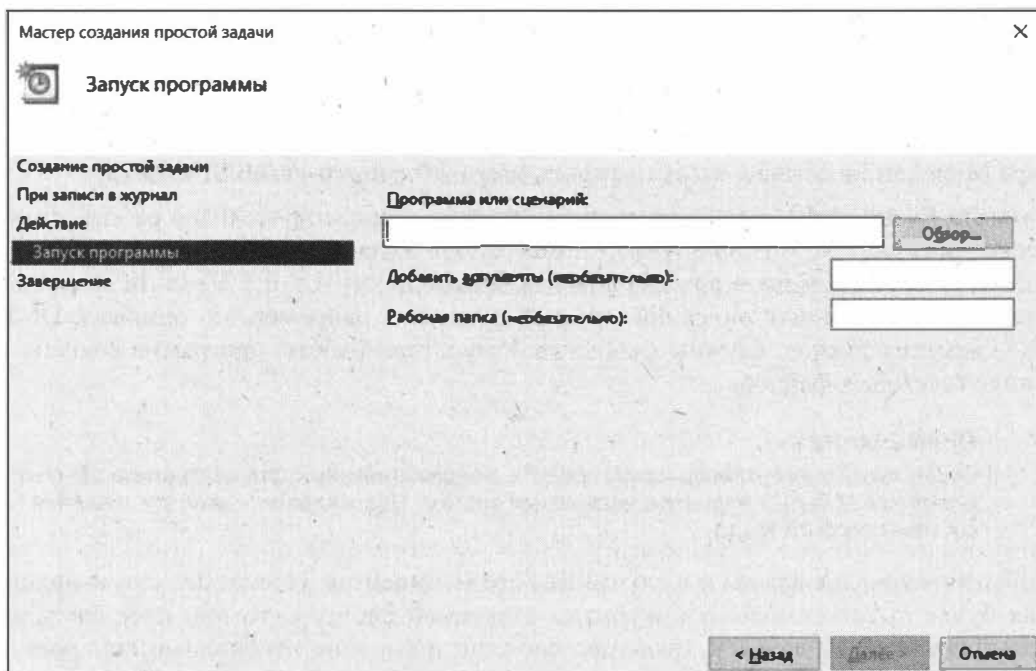 Мастер создания простой задачи
Запуск программы
Создание простой задачи
При записи в журнал
Действие
Запуск программы
Завершение
Программа или сценарий:
Обзор...
Добавить аргументы (необязательно):
Рабочая папка (необязательно):
< Назад
Далее >
Отмена